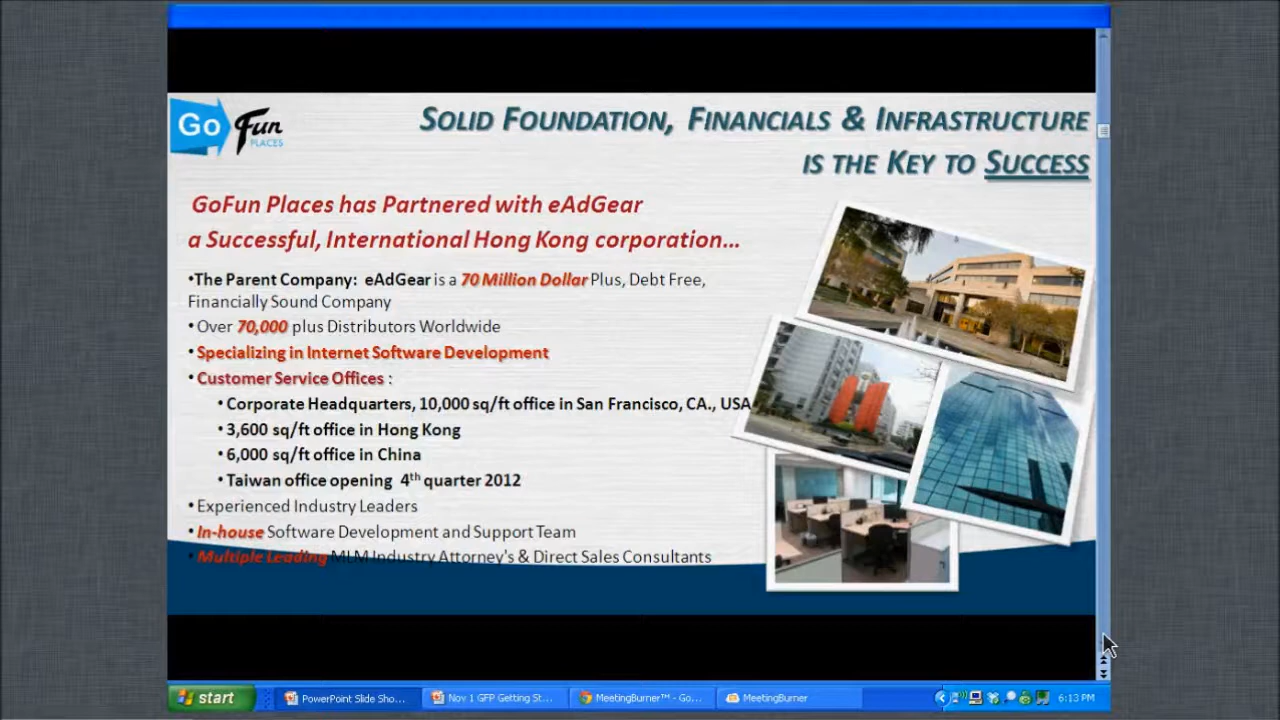 Go Fun
PLACES
SOLID FOUNDATION, FINANCIALS & INFRASTRUCTURE
IS THE KEY TO SUCCESS
GoFun Places has Partnered with eAdGear
a Successful, International Hong Kong corporation...
•The Parent Company: eAdGear is a 70 Million Dollar Plus, Debt Free,
Financially Sound Company
• Over 70,000 plus Distributors Worldwide
• Specializing in Internet Software Development
• Customer Service Offices :
• Corporate Headquarters, 10,000 sq/ft office in San Francisco, CA., USA
• 3,600 sq/ft office in Hong Kong
• 6,000 sq/ft office in China
• Taiwan office opening 4th quarter 2012
• Experienced Industry Leaders
• In-house Software Development and Support Team
• Multiple Leading MLM Industry Attorney's & Direct Sales Consultants
start PowerPoint Slide Sho... Nov 1 GFP Getting St... MeetingBurner™ - Go... MeetingBurner 6:13 PM